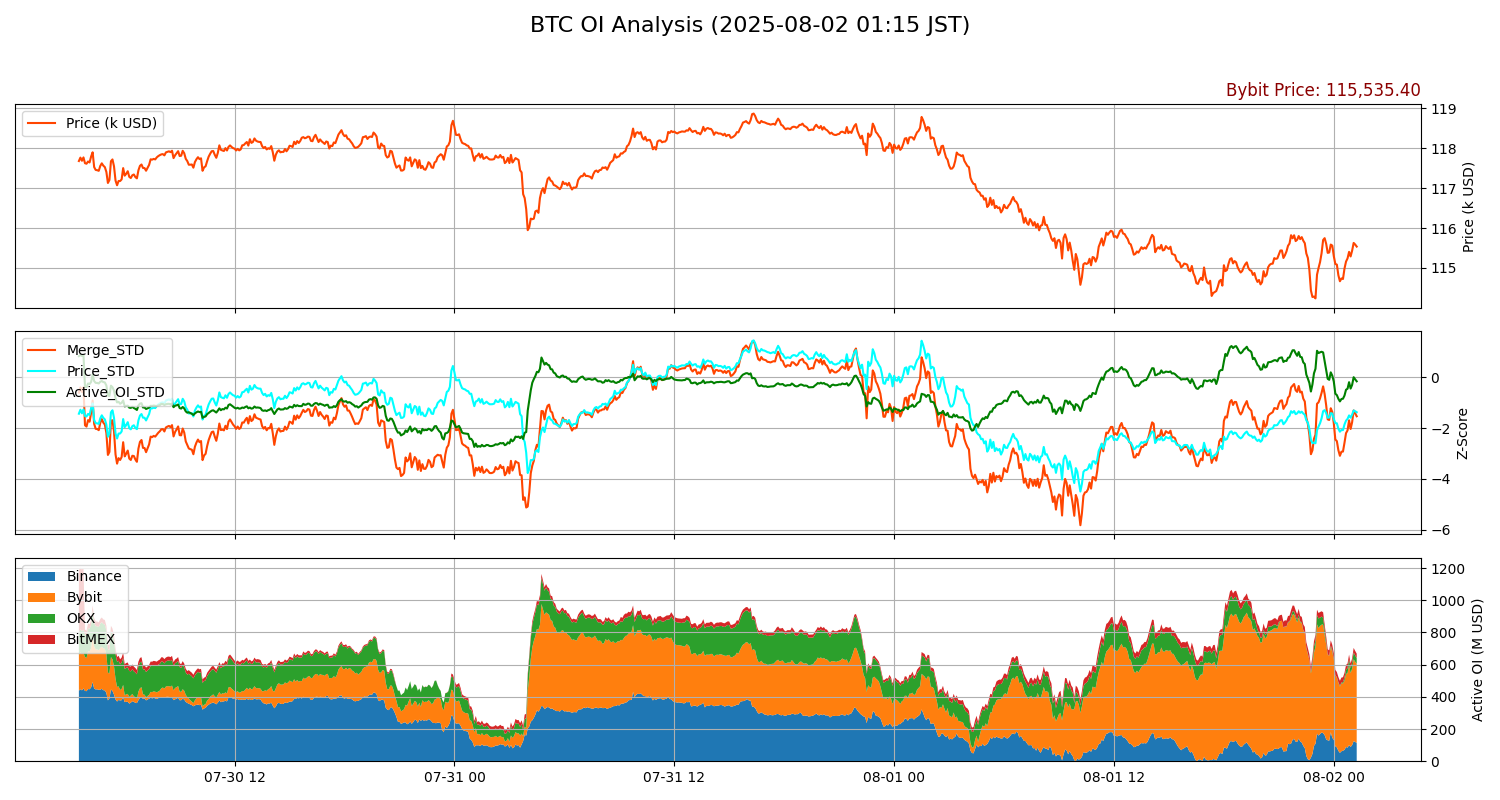 BTC OI Analysis (2025-08-02 01:15 JST)
Bybit Price: 115,535.40
Price (k USD)
119
118
117
116
115
Price (k USD)
Merge_STD
Price_STD
Active_OI_STD
0
−2
−4
−6
Z-Score
Binance
Bybit
OKX
BitMEX
1200
1000
800
600
400
200
0
Active OI (M USD)
07-30 12
07-31 00
07-31 12
08-01 00
08-01 12
08-02 00